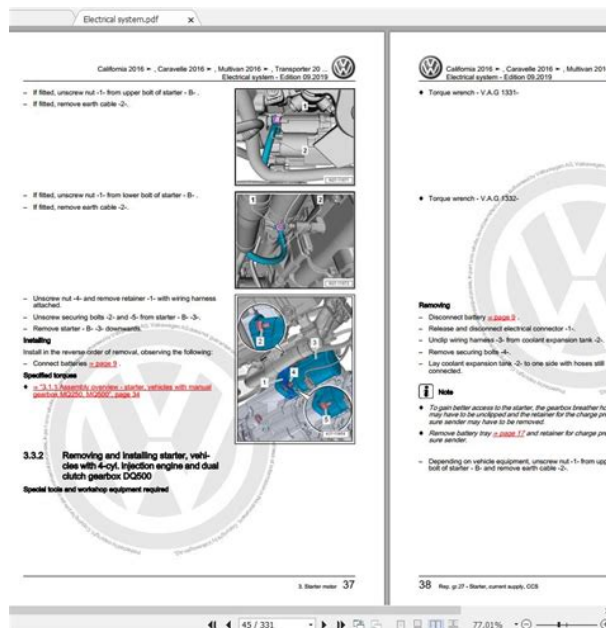 Electrical system.pdf x
California 2016 ➤ , Caravelle 2016 ➤ , Multivan 2016 ➤ , Transporter 20 ...
Electrical system - Edition 09.2019
– If fitted, unscrew nut -1- from upper bolt of starter - B- .
– If fitted, remove earth cable -2-.
– If fitted, unscrew nut -1- from lower bolt of starter - B- .
– If fitted, remove earth cable -2-.
– Unscrew nut -4- and remove retainer -1- with wiring harness
attached.
– Unscrew securing bolts -2- and -5- from starter - B- -3-.
– Remove starter - B- -3- downwards.
Installing
Install in the reverse order of removal, observing the following:
– Connect batteries ⇒ page 9 .
Specified torques
♦ ⇒ “3.1.1 Assembly overview - starter, vehicles with manual
gearbox MQ250, MQ500”, page 34
3.3.2 Removing and installing starter, vehi-
cles with 4-cyl. injection engine and dual
clutch gearbox DQ500
Special tools and workshop equipment required
3. Starter motor 37
California 2016 ➤ , Caravelle 2016 ➤ , Multivan 201
Electrical system - Edition 09.2019
♦ Torque wrench - V.A.G 1331-
♦ Torque wrench - V.A.G 1332-
Removing
– Disconnect battery ⇒ page 9 .
– Release and disconnect electrical connector -1-.
– Unclip wiring harness -3- from coolant expansion tank -2-.
– Remove securing bolts -4-.
– Lay coolant expansion tank -2- to one side with hoses still
connected.
i Note
♦ To gain better access to the starter, the gearbox breather ho
may have to be unclipped and the retainer for the charge pre
sure sender may have to be removed.
♦ Remove battery tray ⇒ page 17 and retainer for charge pre
sure sender.
– Depending on vehicle equipment, unscrew nut -1- from upp
bolt of starter - B- and remove earth cable -2-.
38 Rep. gr.27 - Starter, current supply, CCS
45 / 331
77.01%